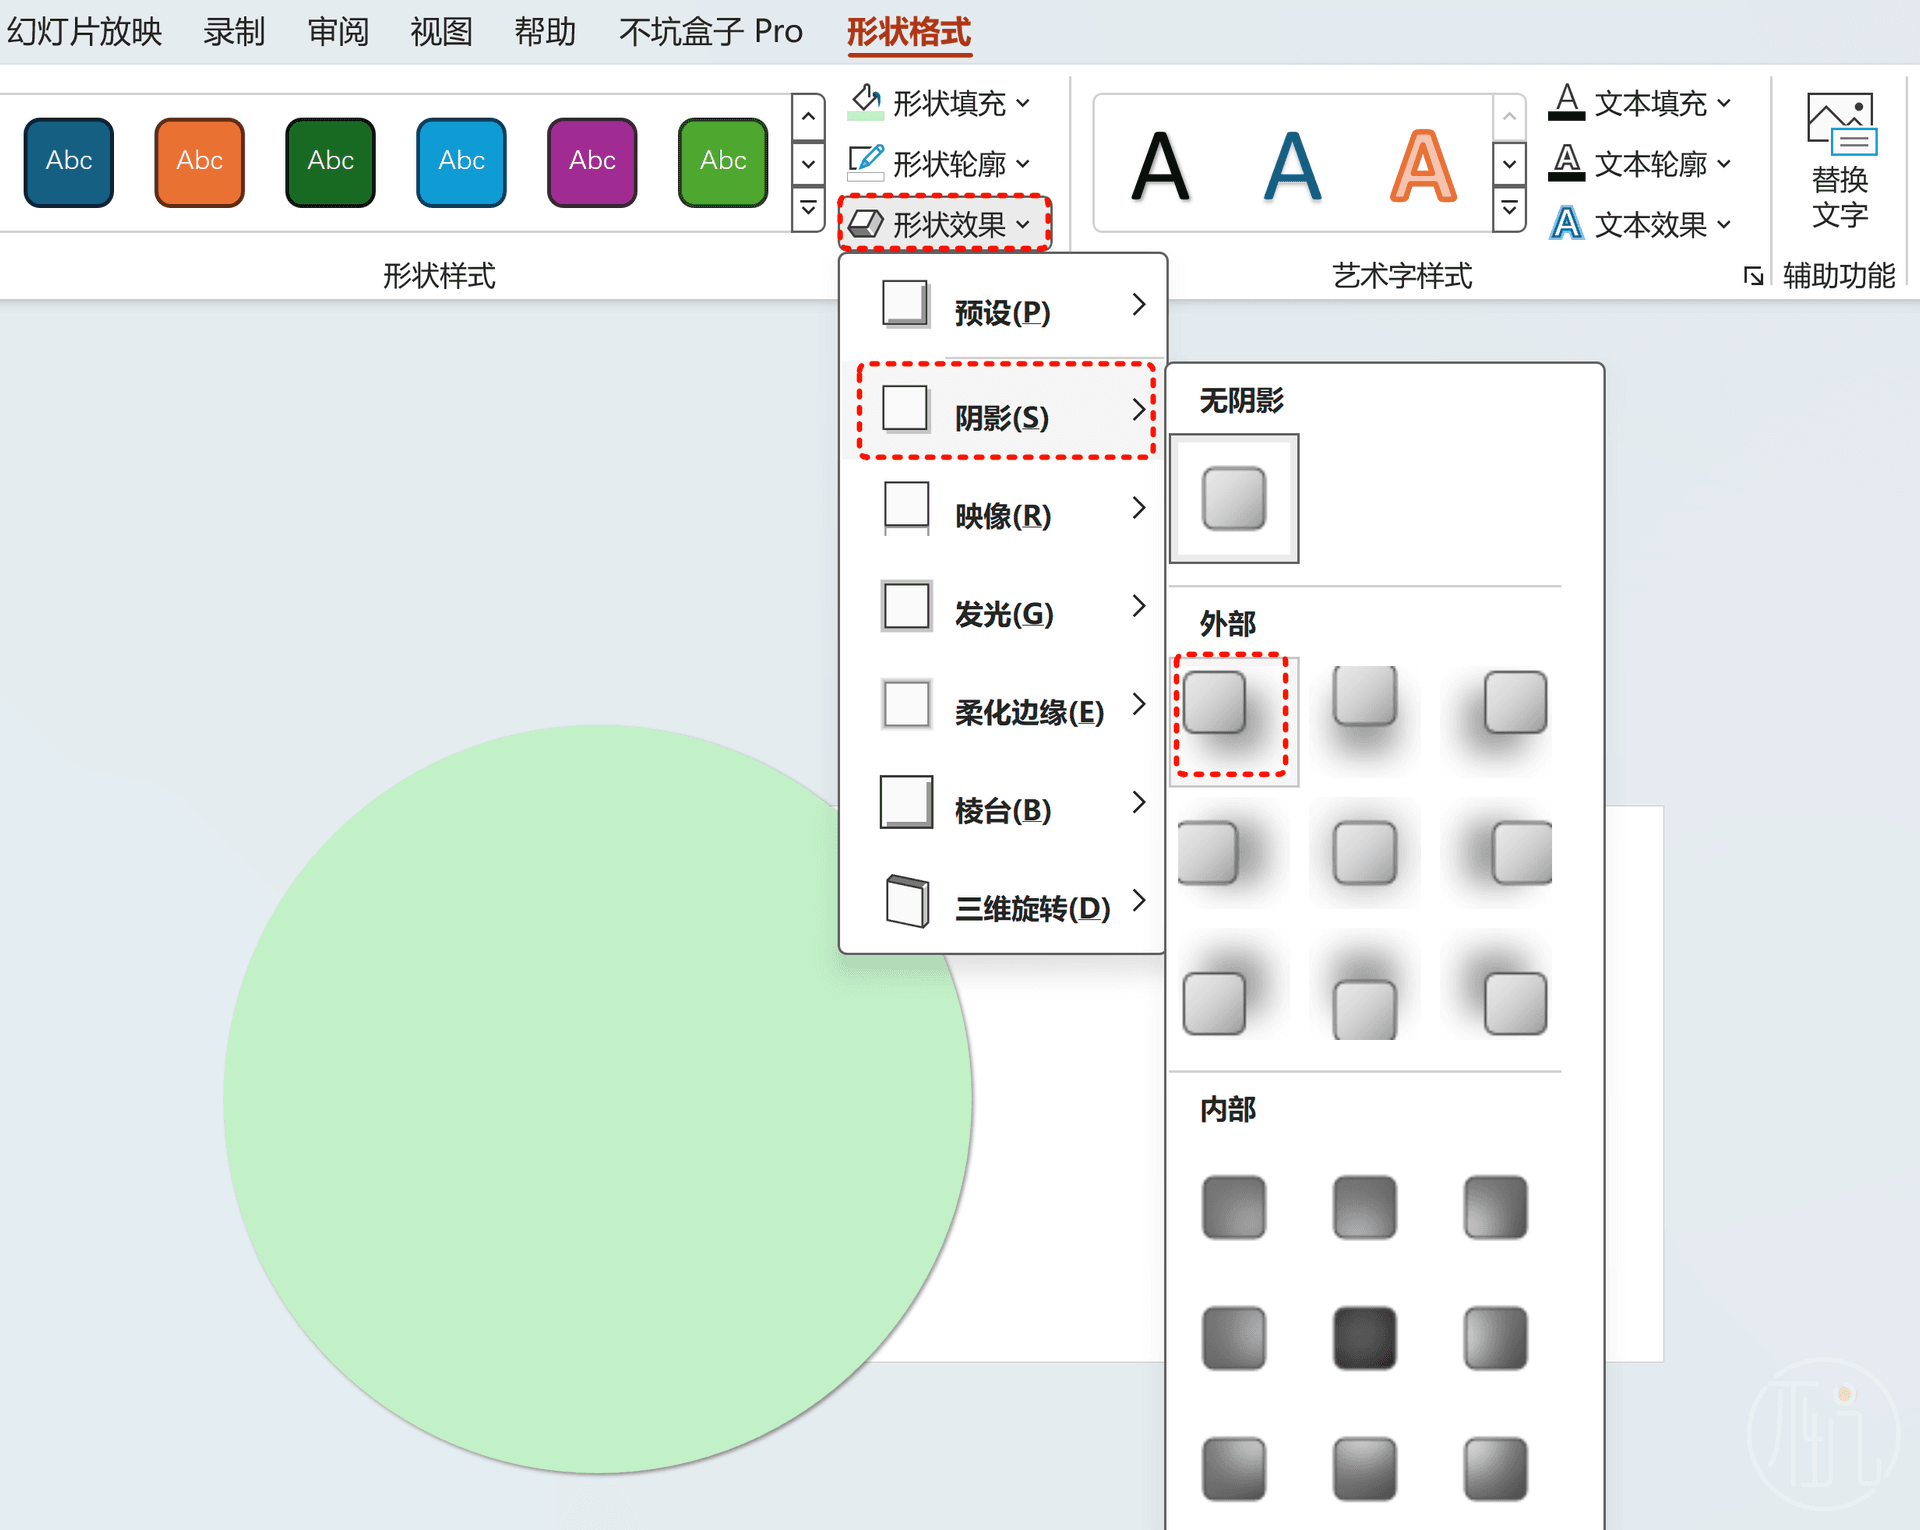 幻灯片放映 录制 审阅 视图 帮助 不坑盒子 Pro 形状格式
Abc Abc Abc Abc Abc Abc
形状填充
形状轮廓
形状效果
形状样式
A A A
文本填充
文本轮廓
文本效果
艺术字样式
替换
文字
辅助功能
预设(P)
阴影(S)
映像(R)
发光(G)
柔化边缘(E)
棱台(B)
三维旋转(D)
无阴影
外部
内部